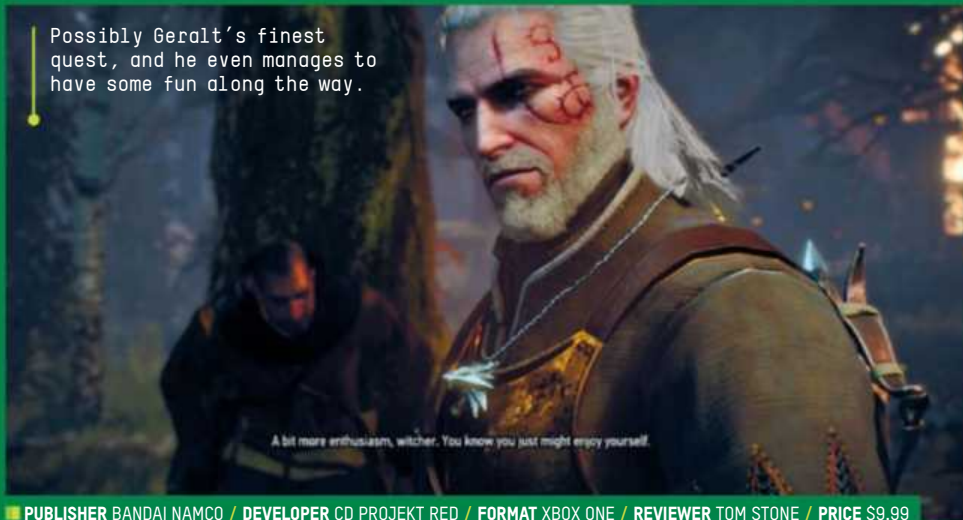 Possibly Geralt's finest
quest, and he even manages to
have some fun along the way.
A bit more enthusiasm, witcher. You know you just might enjoy yourself.
PUBLISHER BANDAI NAMCO / DEVELOPER CD PROJEKT RED / FORMAT XBOX ONE / REVIEWER TOM STONE / PRICE $9.99